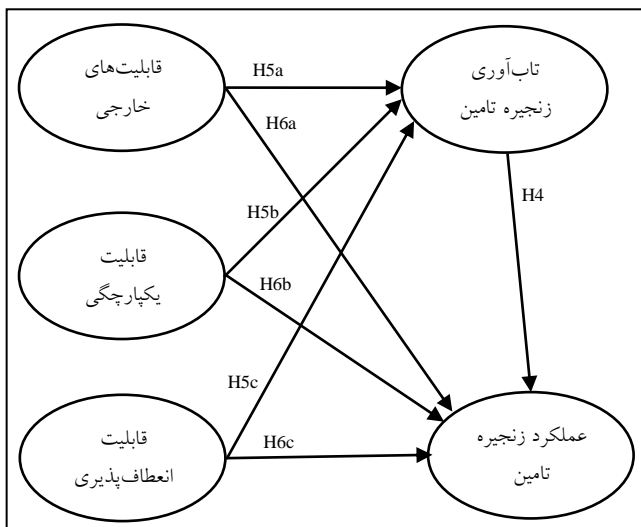 قابلیت‌های
خارجی
H5a
تاب‌آوری
زنجیره تامین
H6a
H4
H5b
قابلیت
یکپارچگی
H6b
H5c
قابلیت
انعطاف‌پذیری
H6c
عملکرد زنجیره
تامین